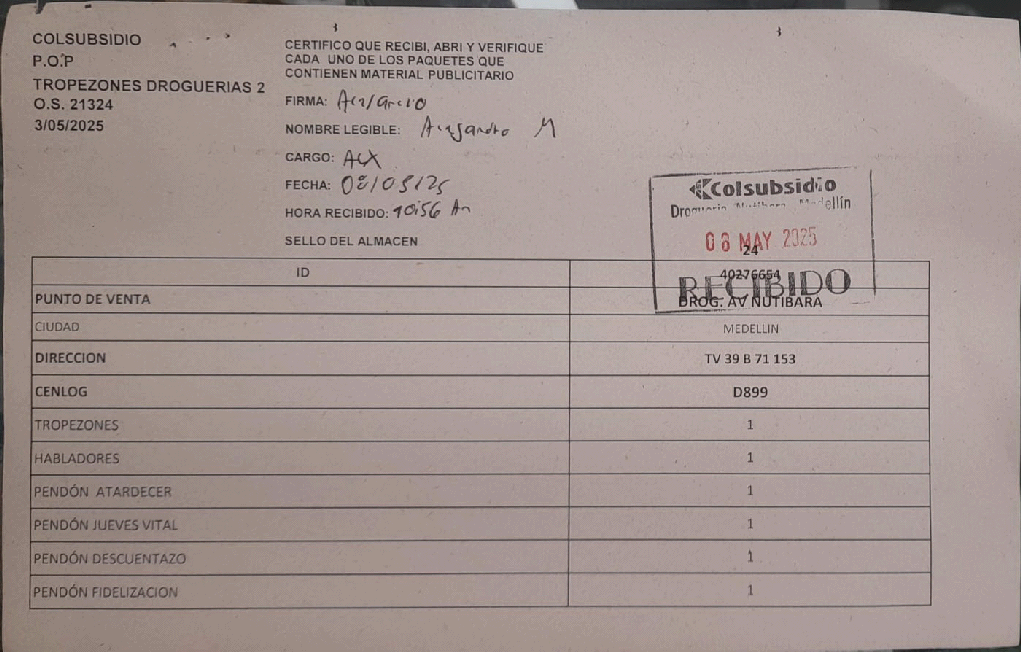 COLSUBSIDIO
P.O.P
TROPEZONES DROGUERIAS 2
O.S. 21324
3/05/2025
CERTIFICO QUE RECIBI, ABRI Y VERIFIQUE
CADA UNO DE LOS PAQUETES QUE
CONTIENEN MATERIAL PUBLICITARIO
FIRMA:
NOMBRE LEGIBLE: Alejandro M
CARGO: AUX
FECHA: 08/05/25
HORA RECIBIDO: 10:56 Am
SELLO DEL ALMACEN
Colsubsidio
Medellín
08 MAY 2025
RECIBIDO
24
ID 40276654
PUNTO DE VENTA DROG. AV NUTIBARA
CIUDAD MEDELLIN
DIRECCION TV 39 B 71 153
CENLOG D899
TROPEZONES 1
HABLADORES 1
PENDÓN ATARDECER 1
PENDÓN JUEVES VITAL 1
PENDÓN DESCUENTAZO 1
PENDÓN FIDELIZACION 1